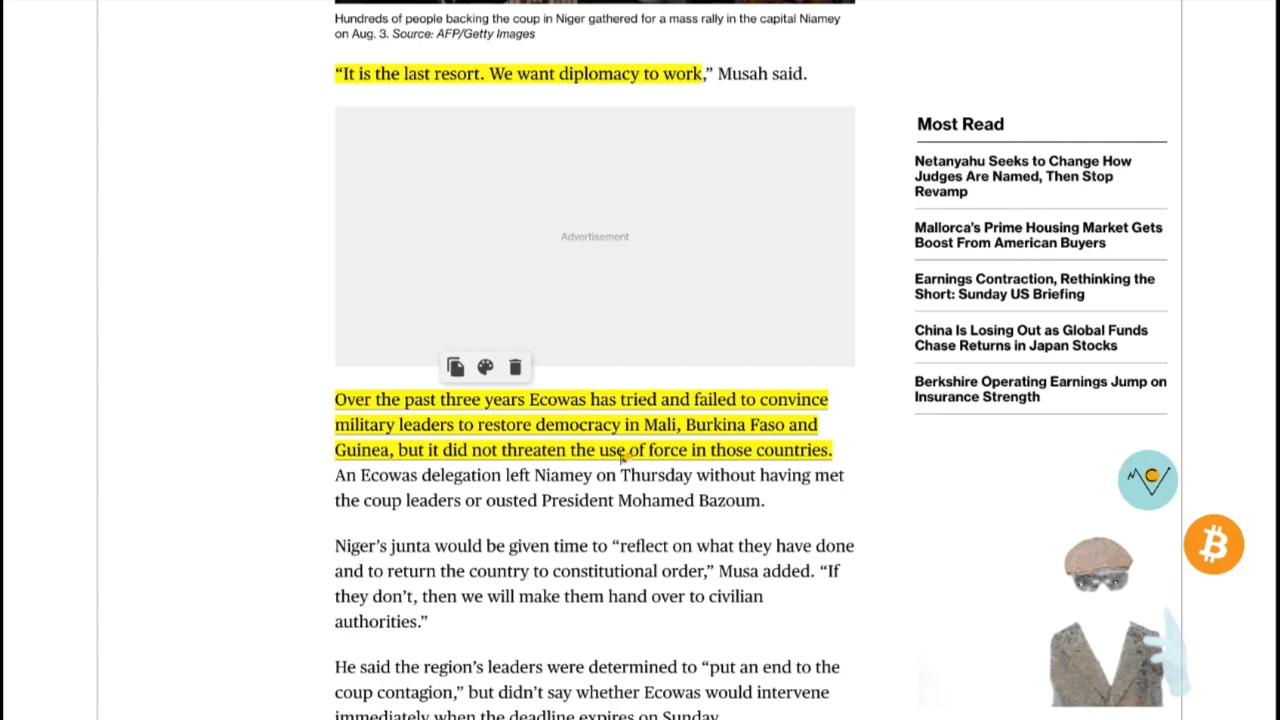 Hundreds of people backing the coup in Niger gathered for a mass rally in the capital Niamey
on Aug. 3. Source: AFP/Getty Images
“It is the last resort. We want diplomacy to work,” Musah said.
Advertisement
Over the past three years Ecowas has tried and failed to convince
military leaders to restore democracy in Mali, Burkina Faso and
Guinea, but it did not threaten the use of force in those countries.
An Ecowas delegation left Niamey on Thursday without having met
the coup leaders or ousted President Mohamed Bazoum.
Niger’s junta would be given time to “reflect on what they have done
and to return the country to constitutional order,” Musa added. “If
they don’t, then we will make them hand over to civilian
authorities.”
He said the region’s leaders were determined to “put an end to the
coup contagion,” but didn’t say whether Ecowas would intervene
immediately when the deadline expires on Sunday.
Most Read
Netanyahu Seeks to Change How
Judges Are Named, Then Stop
Revamp
Mallorca’s Prime Housing Market Gets
Boost From American Buyers
Earnings Contraction, Rethinking the
Short: Sunday US Briefing
China Is Losing Out as Global Funds
Chase Returns in Japan Stocks
Berkshire Operating Earnings Jump on
Insurance Strength